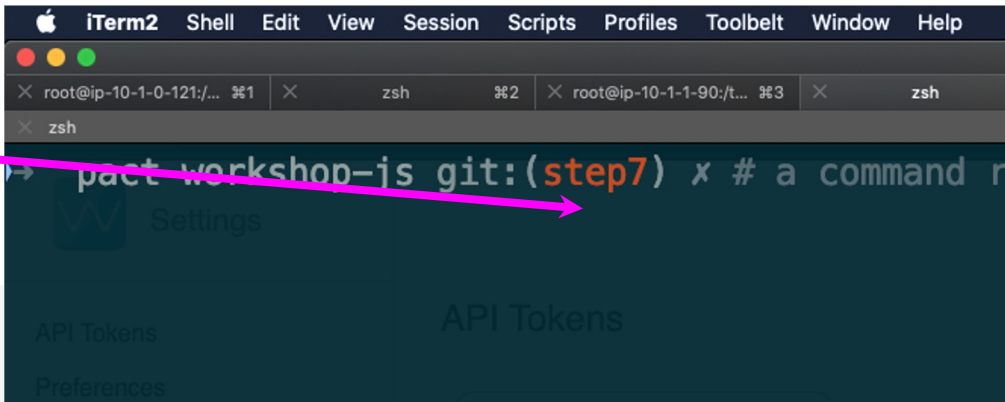 iTerm2 Shell Edit View Session Scripts Profiles Toolbelt Window Help
× root@ip-10-1-0-121:/... ⌘1 × zsh ⌘2 × root@ip-10-1-1-90:/t... ⌘3 × zsh
× zsh
→ pact-workshop-js git:(step7) ✗ # a command r
Settings
API Tokens
API Tokens
Preferences